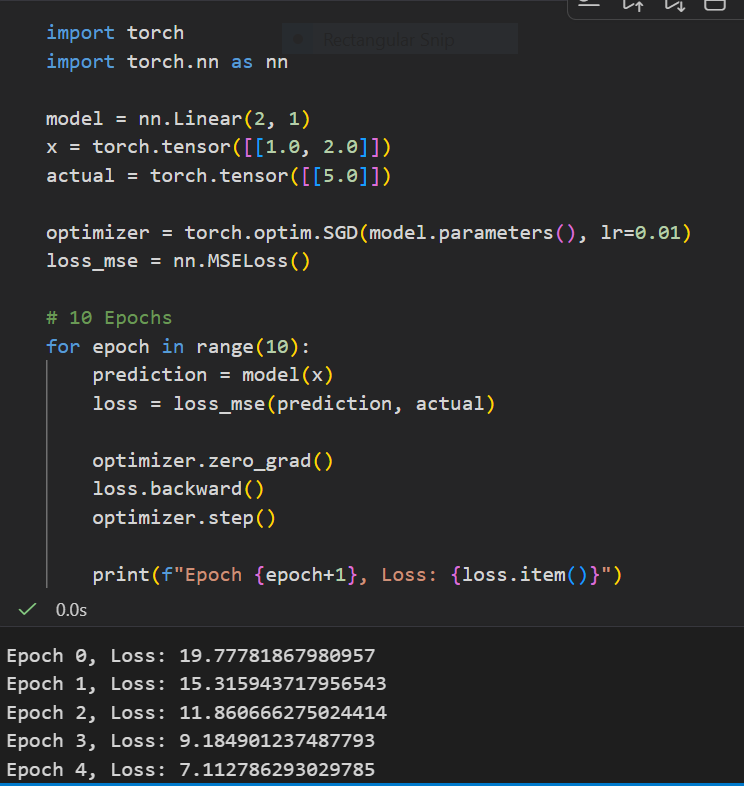 Rectangular Snip
import torch
import torch.nn as nn
model = nn.Linear(2, 1)
x = torch.tensor([[1.0, 2.0]])
actual = torch.tensor([[5.0]])
optimizer = torch.optim.SGD(model.parameters(), lr=0.01)
loss_mse = nn.MSELoss()
# 10 Epochs
for epoch in range(10):
    prediction = model(x)
    loss = loss_mse(prediction, actual)
    optimizer.zero_grad()
    loss.backward()
    optimizer.step()
    print(f"Epoch {epoch+1}, Loss: {loss.item()}")
0.0s
Epoch 0, Loss: 19.77781867980957
Epoch 1, Loss: 15.315943717956543
Epoch 2, Loss: 11.860666275024414
Epoch 3, Loss: 9.184901237487793
Epoch 4, Loss: 7.112786293029785